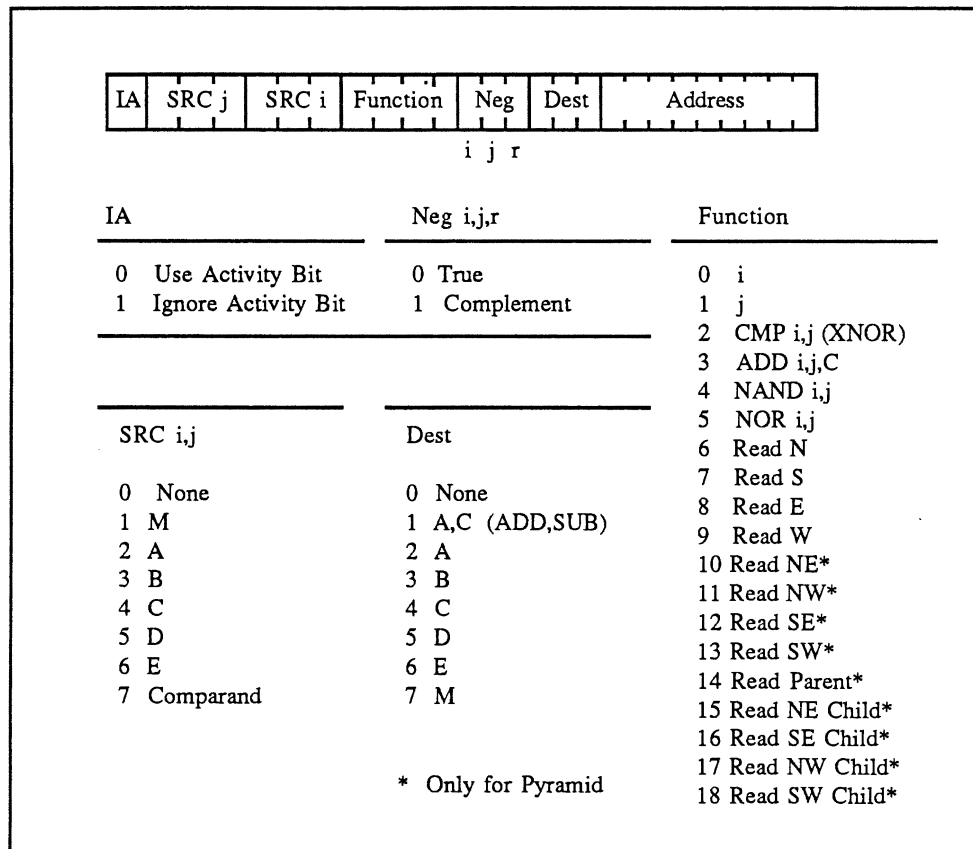 IA SRC j SRC i Function Neg Dest Address
i j r
IA
0 Use Activity Bit
1 Ignore Activity Bit
Neg i,j,r
0 True
1 Complement
Function
0 i
1 j
2 CMP i,j (XNOR)
3 ADD i,j,C
4 NAND i,j
5 NOR i,j
6 Read N
7 Read S
8 Read E
9 Read W
10 Read NE*
11 Read NW*
12 Read SE*
13 Read SW*
14 Read Parent*
15 Read NE Child*
16 Read SE Child*
17 Read NW Child*
18 Read SW Child*
SRC i,j
0 None
1 M
2 A
3 B
4 C
5 D
6 E
7 Comparand
Dest
0 None
1 A,C (ADD,SUB)
2 A
3 B
4 C
5 D
6 E
7 M
* Only for Pyramid